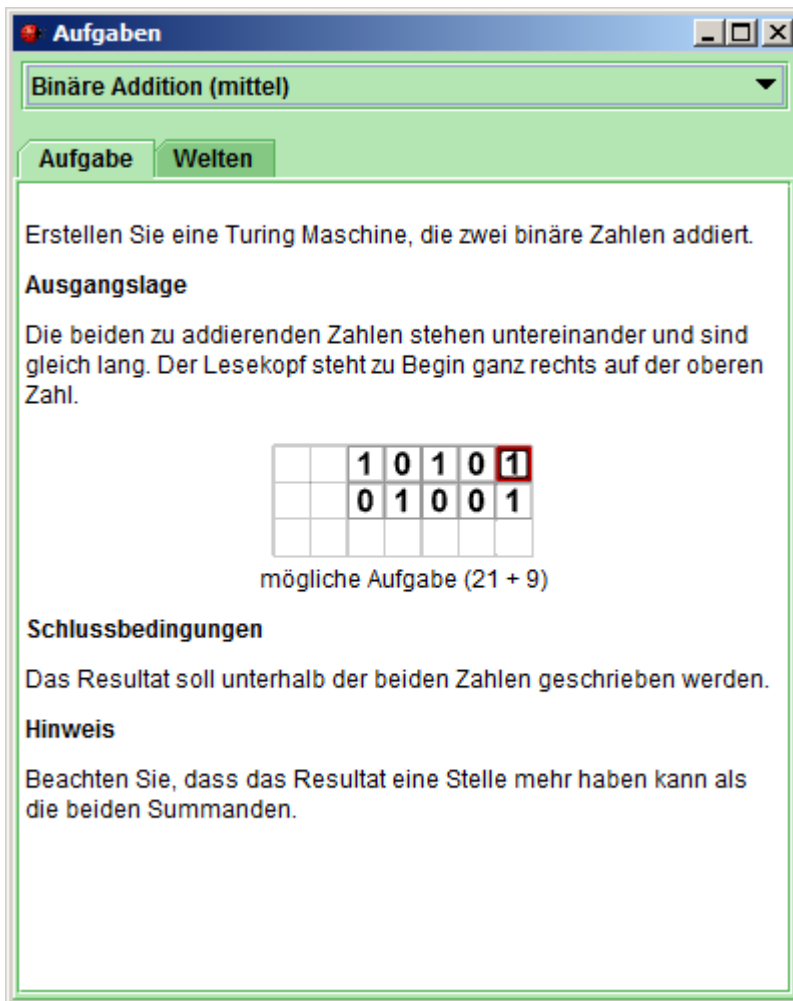 Aufgaben
Binäre Addition (mittel)
Aufgabe Welten
Erstellen Sie eine Turing Maschine, die zwei binäre Zahlen addiert.
Ausgangslage
Die beiden zu addierenden Zahlen stehen untereinander und sind
gleich lang. Der Lesekopf steht zu Begin ganz rechts auf der oberen
Zahl.
1 0 1 0 1
0 1 0 0 1
mögliche Aufgabe (21 + 9)
Schlussbedingungen
Das Resultat soll unterhalb der beiden Zahlen geschrieben werden.
Hinweis
Beachten Sie, dass das Resultat eine Stelle mehr haben kann als
die beiden Summanden.